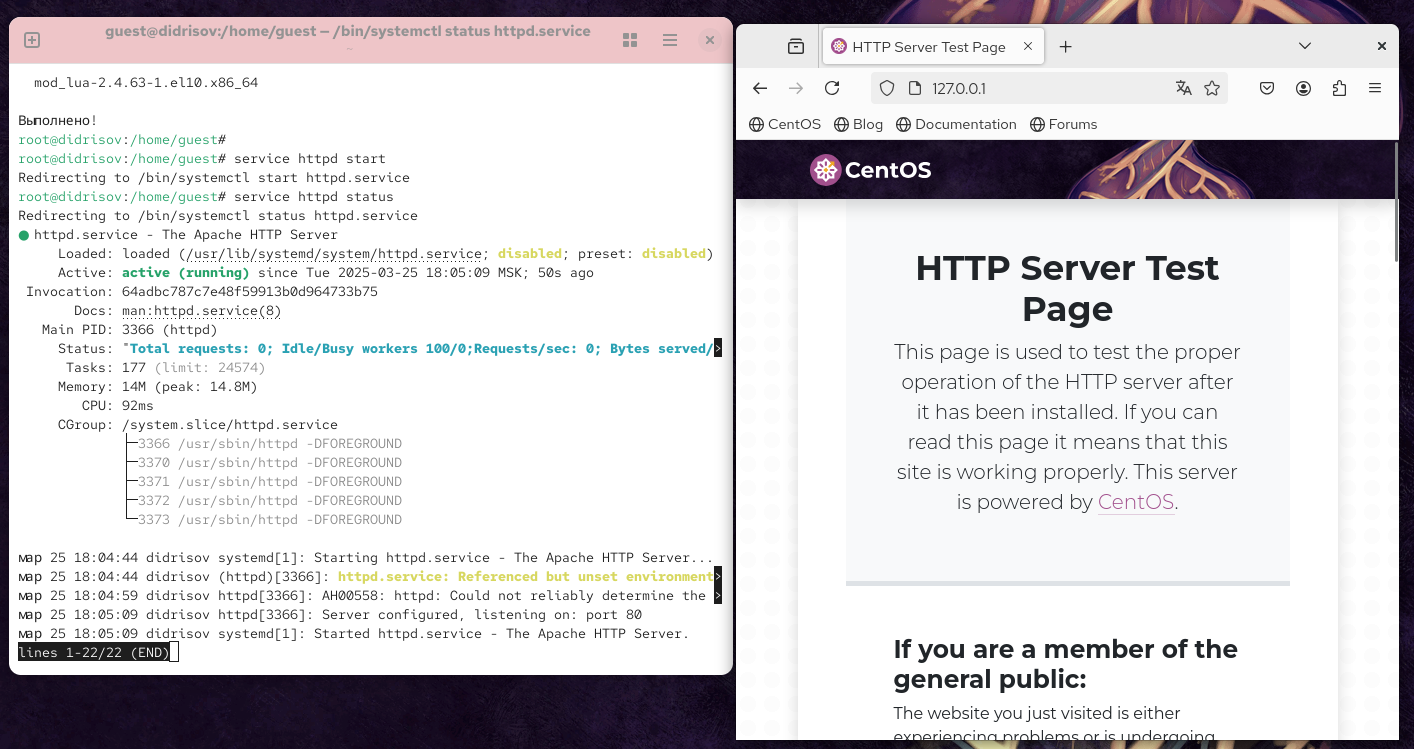 guest@didrisov:/home/guest — /bin/systemctl status httpd.service
~
mod_lua-2.4.63-1.el10.x86_64
Выполнено!
root@didrisov:/home/guest#
root@didrisov:/home/guest# service httpd start
Redirecting to /bin/systemctl start httpd.service
root@didrisov:/home/guest# service httpd status
Redirecting to /bin/systemctl status httpd.service
● httpd.service - The Apache HTTP Server
Loaded: loaded (/usr/lib/systemd/system/httpd.service; disabled; preset: disabled)
Active: active (running) since Tue 2025-03-25 18:05:09 MSK; 50s ago
Invocation: 64adbc787c7e48f59913b0d964733b75
Docs: man:httpd.service(8)
Main PID: 3366 (httpd)
Status: "Total requests: 0; Idle/Busy workers 100/0;Requests/sec: 0; Bytes served/>
Tasks: 177 (limit: 24574)
Memory: 14M (peak: 14.8M)
CPU: 92ms
CGroup: /system.slice/httpd.service
├─3366 /usr/sbin/httpd -DFOREGROUND
├─3370 /usr/sbin/httpd -DFOREGROUND
├─3371 /usr/sbin/httpd -DFOREGROUND
├─3372 /usr/sbin/httpd -DFOREGROUND
└─3373 /usr/sbin/httpd -DFOREGROUND
мар 25 18:04:44 didrisov systemd[1]: Starting httpd.service - The Apache HTTP Server...
мар 25 18:04:44 didrisov (httpd)[3366]: httpd.service: Referenced but unset environment>
мар 25 18:04:59 didrisov httpd[3366]: AH00558: httpd: Could not reliably determine the >
мар 25 18:05:09 didrisov httpd[3366]: Server configured, listening on: port 80
мар 25 18:05:09 didrisov systemd[1]: Started httpd.service - The Apache HTTP Server.
lines 1-22/22 (END)
HTTP Server Test Page
127.0.0.1
CentOS Blog Documentation Forums
CentOS
HTTP Server Test
Page
This page is used to test the proper
operation of the HTTP server after
it has been installed. If you can
read this page it means that this
site is working properly. This server
is powered by CentOS.
If you are a member of the
general public:
The website you just visited is either
experiencing problems or is undergoing